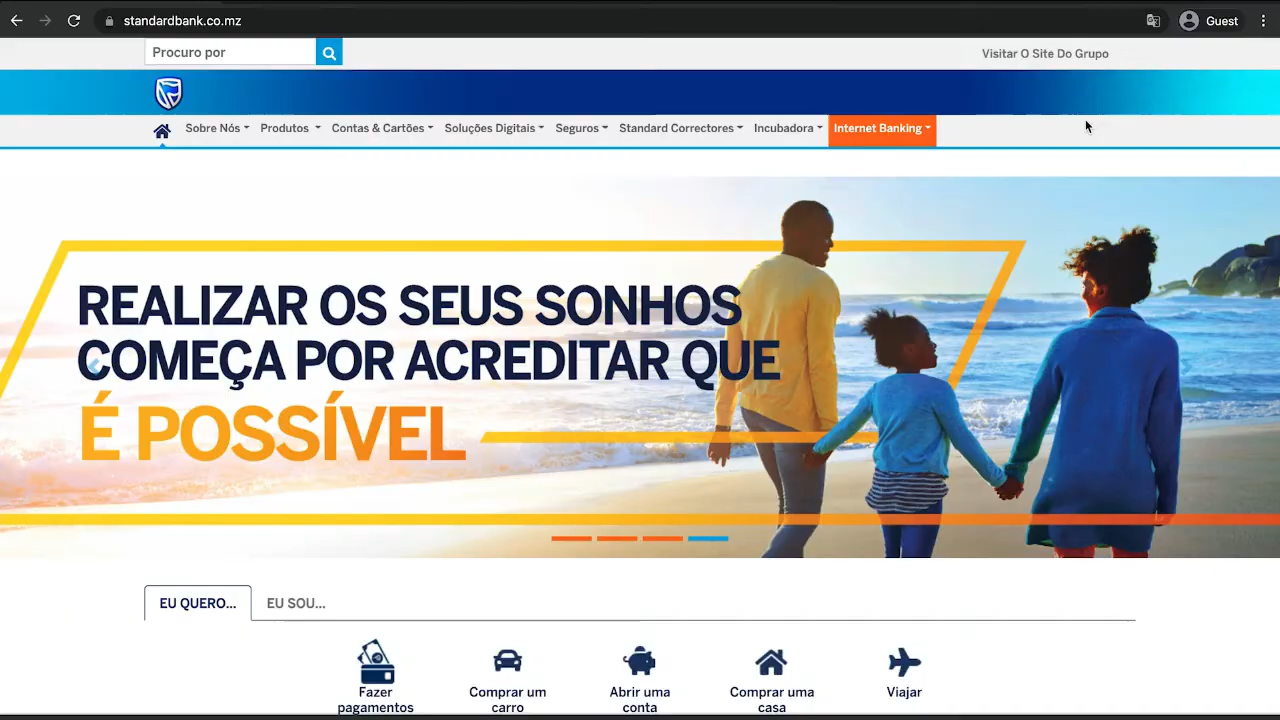 standardbank.co.mz
Guest
Procuro por
Visitar O Site Do Grupo
Sobre Nós
Produtos
Contas & Cartões
Soluções Digitais
Seguros
Standard Correctores
Incubadora
Internet Banking
REALIZAR OS SEUS SONHOS
COMEÇA POR ACREDITAR QUE
É POSSÍVEL
EU QUERO...
EU SOU...
Fazer
pagamentos
Comprar um
carro
Abrir uma
conta
Comprar uma
casa
Viajar